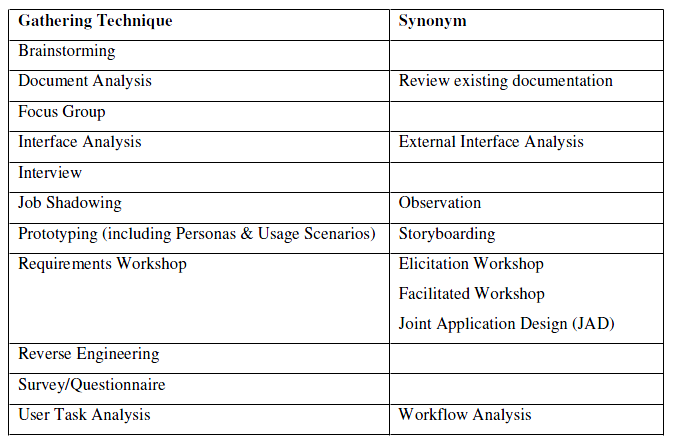 Gathering Technique Synonym
Brainstorming
Document Analysis Review existing documentation
Focus Group
Interface Analysis External Interface Analysis
Interview
Job Shadowing Observation
Prototyping (including Personas & Usage Scenarios) Storyboarding
Requirements Workshop Elicitation Workshop
Facilitated Workshop
Joint Application Design (JAD)
Reverse Engineering
Survey/Questionnaire
User Task Analysis Workflow Analysis